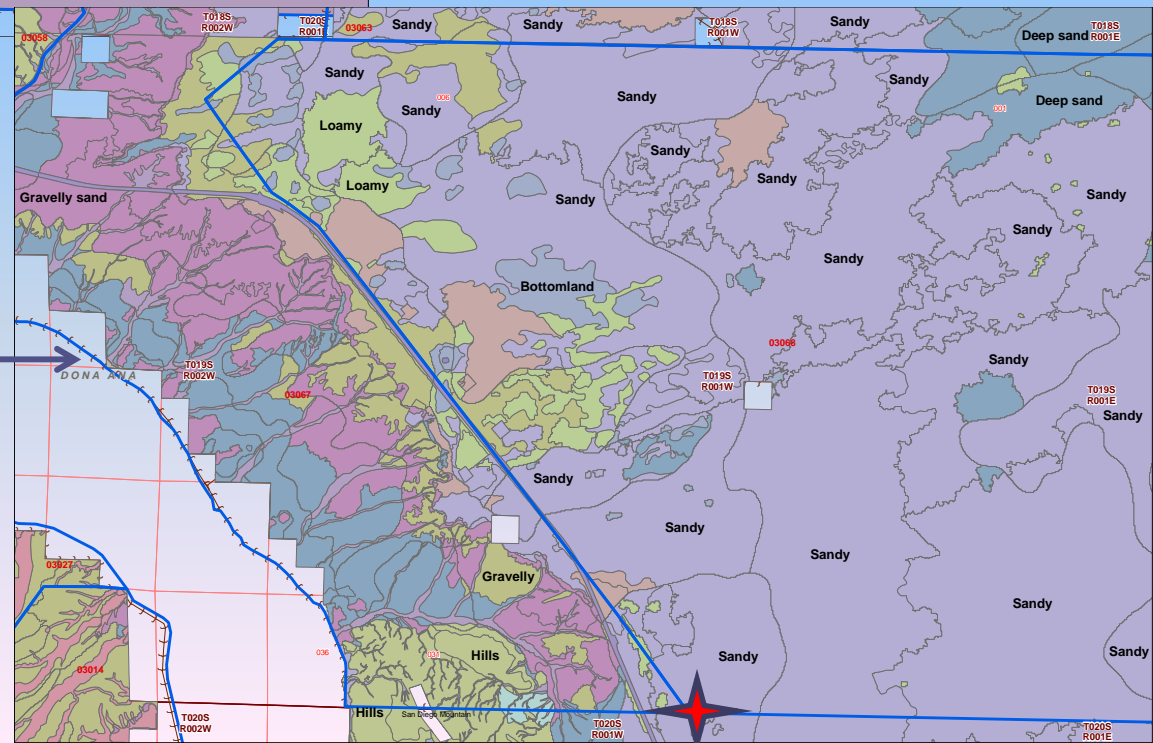 T018S
R002W
T020S
03063
Sandy
Sandy
T018S
R001W
Sandy
Deep sand
T018S
R001E
03058
Sandy
Sandy
006
Sandy
Sandy
Deep sand
001
Loamy
Sandy
Loamy
Sandy
Gravelly sand
Sandy
Sandy
Sandy
Sandy
Bottomland
03068
DONA ANA
T019S
R002W
03067
T019S
R001W
Sandy
T019S
R001E
Sandy
Sandy
Sandy
Sandy
03027
Gravelly
Sandy
036
031
Hills
Sandy
Sandy
03014
Hills
San Diego Mountain
T020S
R002W
T020S
R001W
T020S
R001E